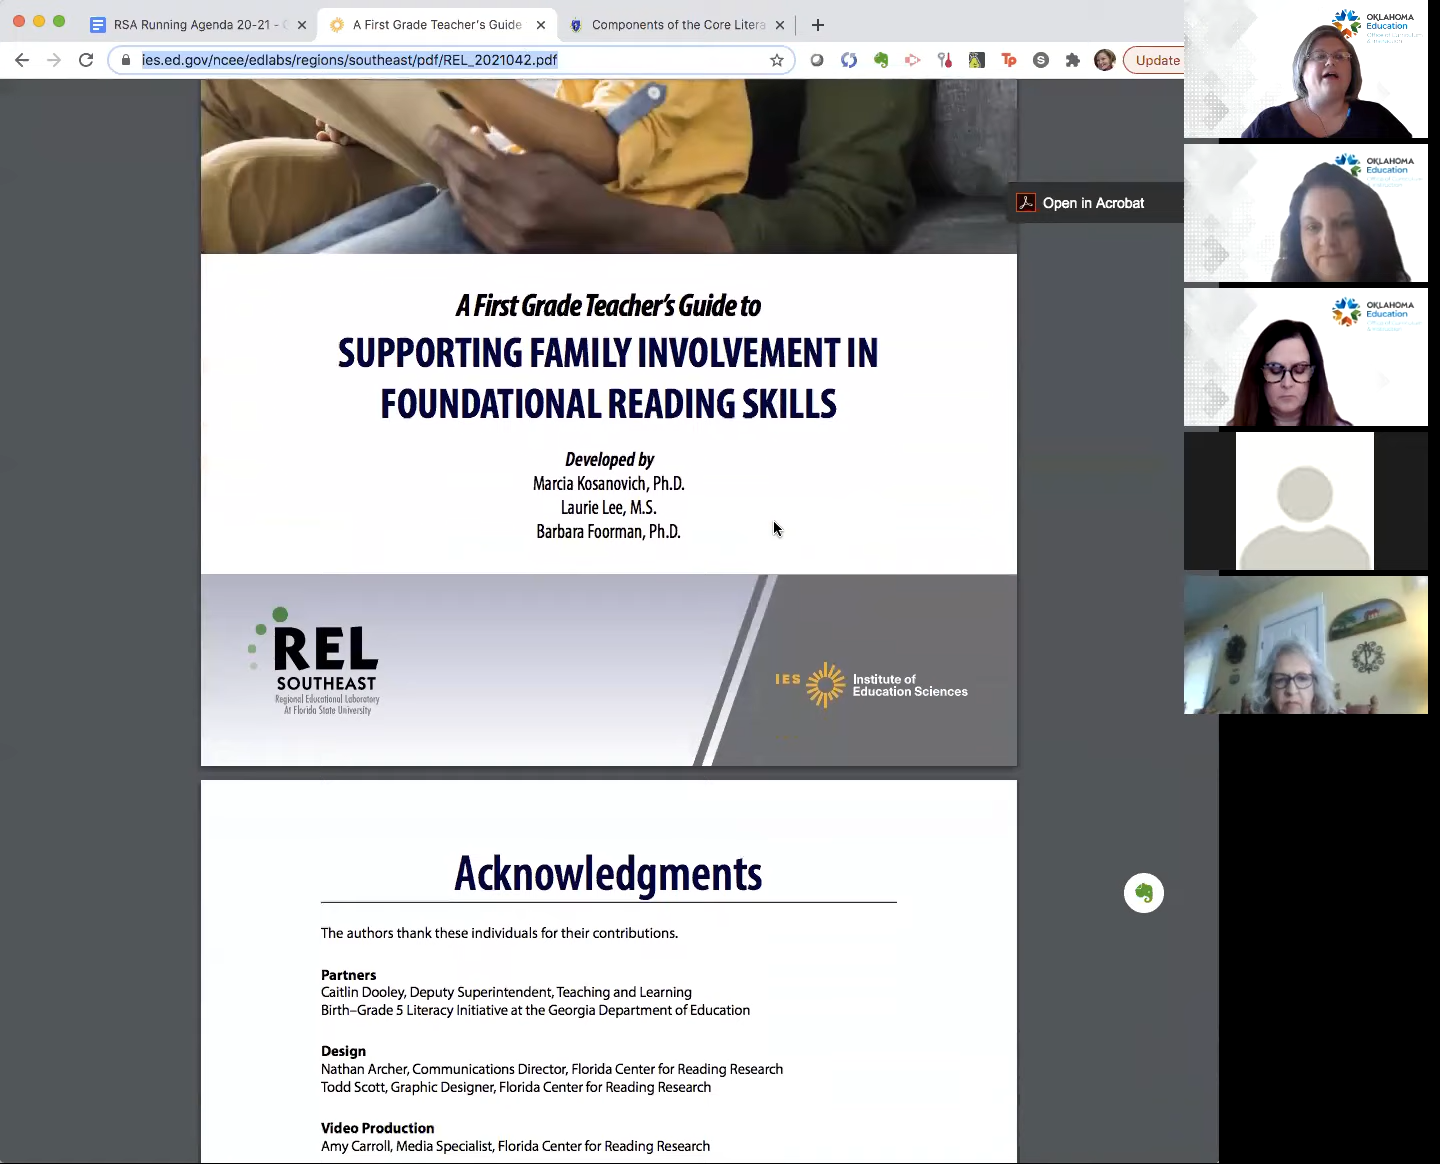 RSA Running Agenda 20-21 -
A First Grade Teacher's Guide
Components of the Core Litera
ies.ed.gov/ncee/edlabs/regions/southeast/pdf/REL_2021042.pdf
Tp
S
Update
Open in Acrobat
A First Grade Teacher's Guide to
SUPPORTING FAMILY INVOLVEMENT IN
FOUNDATIONAL READING SKILLS
Developed by
Marcia Kosanovich, Ph.D.
Laurie Lee, M.S.
Barbara Foorman, Ph.D.
REL
SOUTHEAST
Regional Educational Laboratory
At Florida State University
IES
Institute of
Education Sciences
Acknowledgments
The authors thank these individuals for their contributions.
Partners
Caitlin Dooley, Deputy Superintendent, Teaching and Learning
Birth–Grade 5 Literacy Initiative at the Georgia Department of Education
Design
Nathan Archer, Communications Director, Florida Center for Reading Research
Todd Scott, Graphic Designer, Florida Center for Reading Research
Video Production
Amy Carroll, Media Specialist, Florida Center for Reading Research
OKLAHOMA
Education
OKLAHOMA
Education
OKLAHOMA
Education